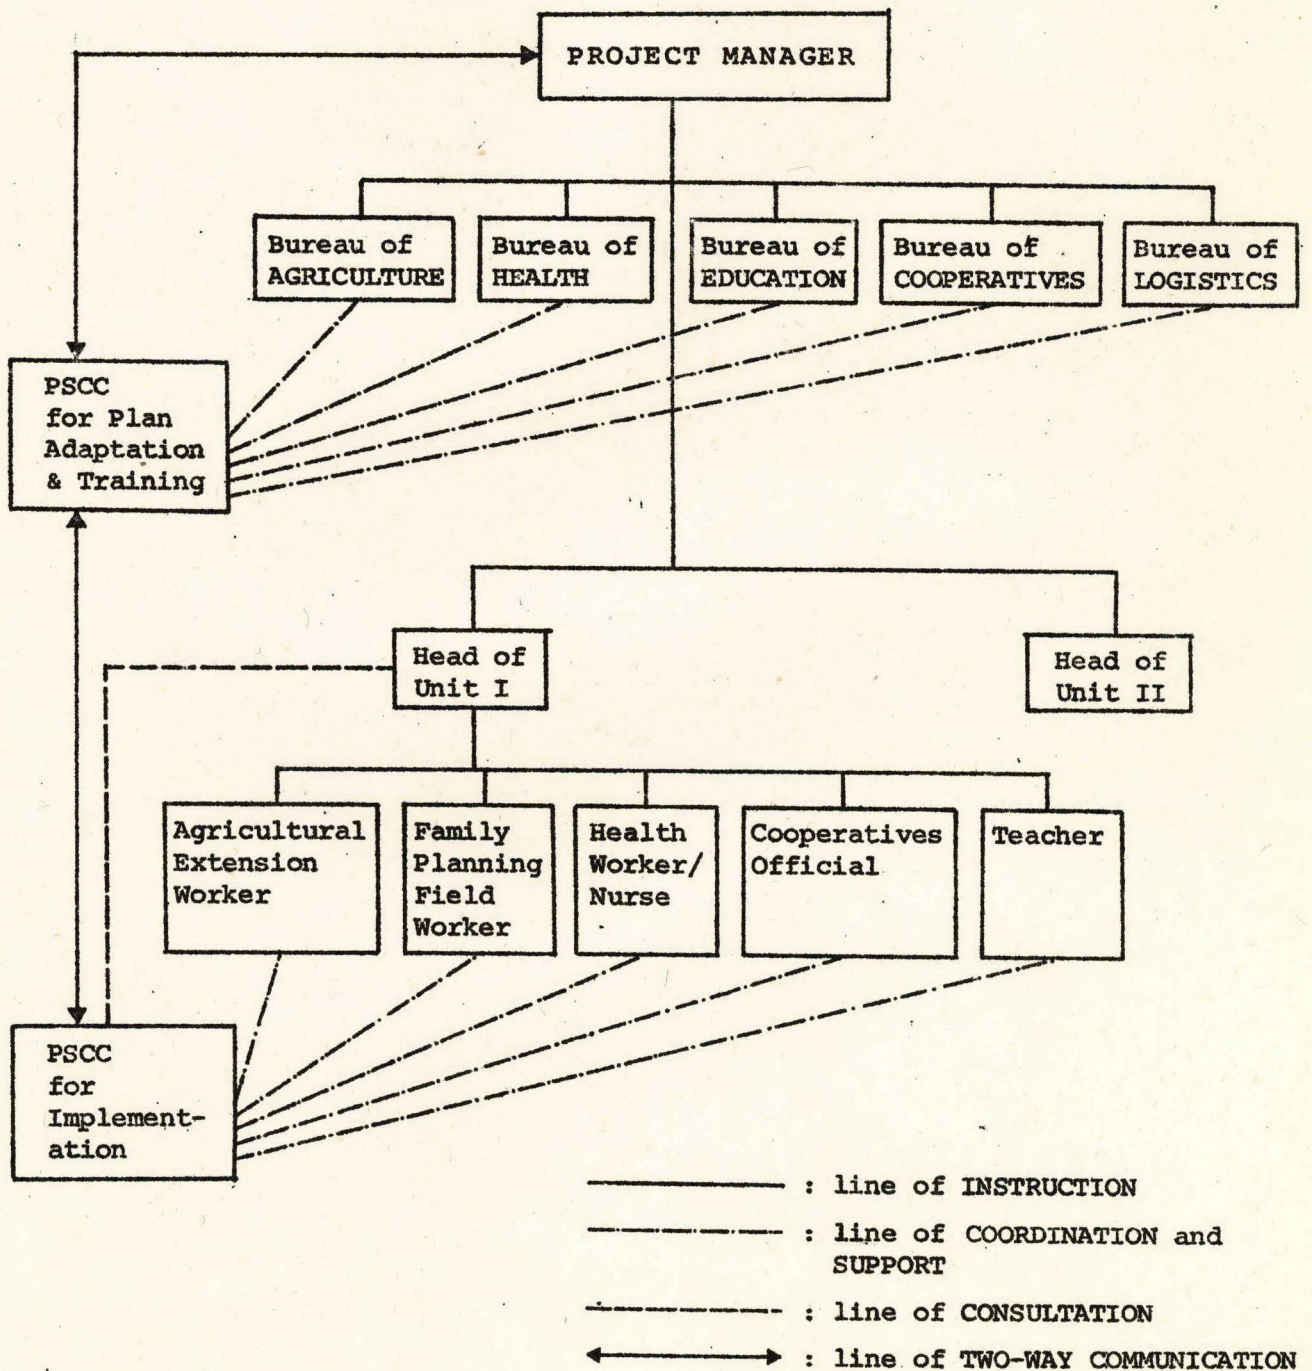 PROJECT MANAGER
Bureau of
AGRICULTURE
Bureau of
HEALTH
Bureau of
EDUCATION
Bureau of
COOPERATIVES
Bureau of
LOGISTICS
PSCC
for Plan
Adaptation
& Training
Head of
Unit I
Head of
Unit II
Agricultural
Extension
Worker
Family
Planning
Field
Worker
Health
Worker/
Nurse
Cooperatives
Official
Teacher
PSCC
for
Implement-
ation
: line of INSTRUCTION
: line of COORDINATION and
SUPPORT
: line of CONSULTATION
: line of TWO-WAY COMMUNICATION